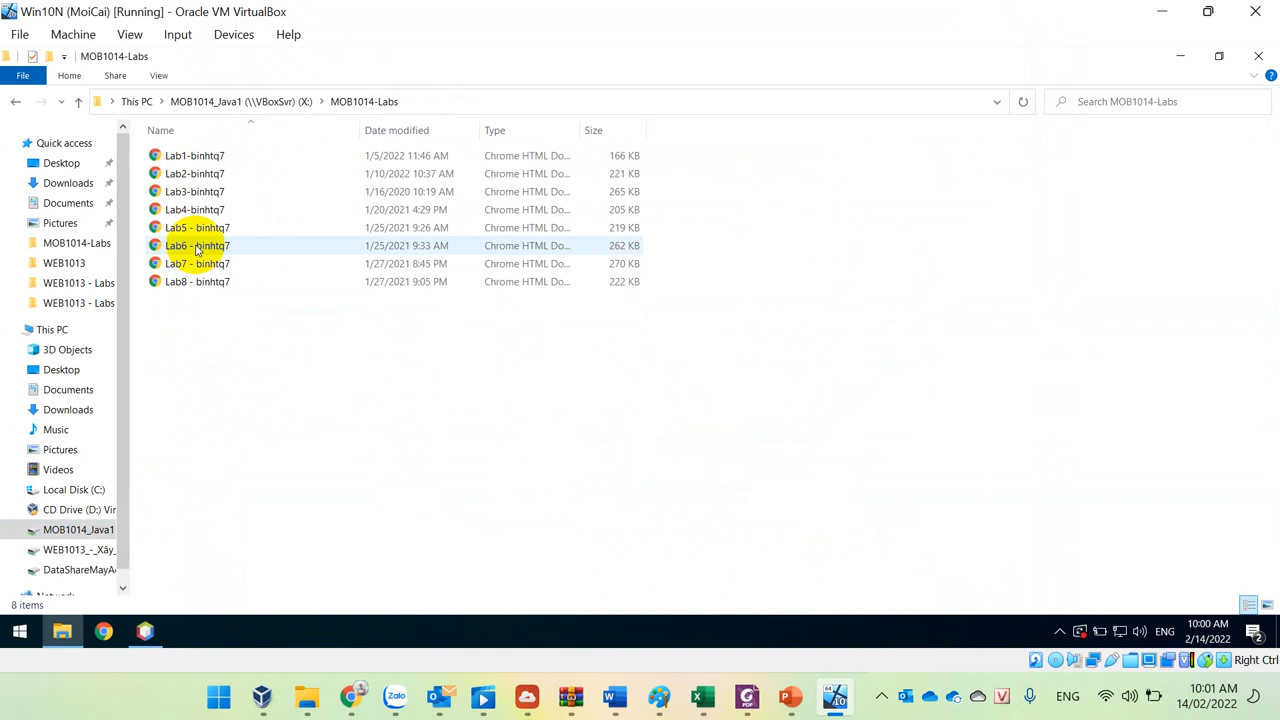 Win10N (MoiCai) [Running] - Oracle VM VirtualBox
File Machine View Input Devices Help
MOB1014-Labs
File Home Share View
This PC MOB1014_Java1 (\\VBoxSvr) (X:) MOB1014-Labs
Search MOB1014-Labs
Name Date modified Type Size
Lab1-binhtq7 1/5/2022 11:46 AM Chrome HTML Do... 166 KB
Lab2-binhtq7 1/10/2022 10:37 AM Chrome HTML Do... 221 KB
Lab3-binhtq7 1/16/2020 10:19 AM Chrome HTML Do... 265 KB
Lab4-binhtq7 1/20/2021 4:29 PM Chrome HTML Do... 205 KB
Lab5 - binhtq7 1/25/2021 9:26 AM Chrome HTML Do... 219 KB
Lab6 - binhtq7 1/25/2021 9:33 AM Chrome HTML Do... 262 KB
Lab7 - binhtq7 1/27/2021 8:45 PM Chrome HTML Do... 270 KB
Lab8 - binhtq7 1/27/2021 9:05 PM Chrome HTML Do... 222 KB
Quick access
Desktop
Downloads
Documents
Pictures
MOB1014-Labs
WEB1013
WEB1013 - Labs
WEB1013 - Labs
This PC
3D Objects
Desktop
Documents
Downloads
Music
Pictures
Videos
Local Disk (C:)
CD Drive (D:) Vir
MOB1014_Java1
WEB1013_-_Xây_
DataShareMayA
8 items
ENG
10:00 AM
2/14/2022
2
Right Ctrl
Zalo
64
10
ENG
10:01 AM
14/02/2022